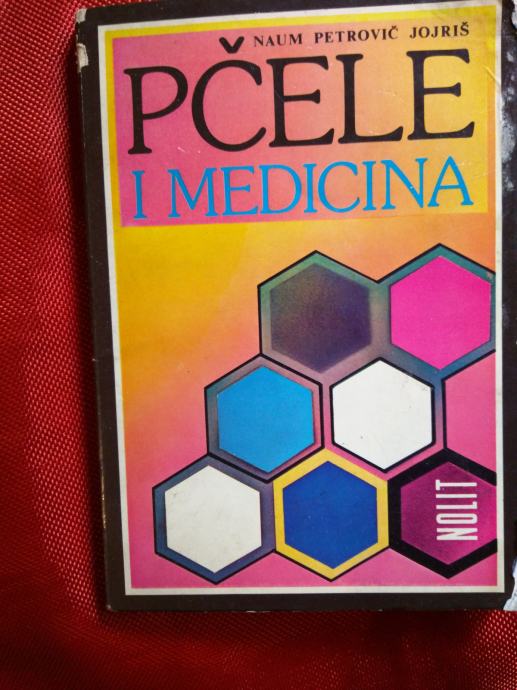 NAUM PETROVIČ JOJRIŠ
PČELE
I MEDICINA
NOLIT